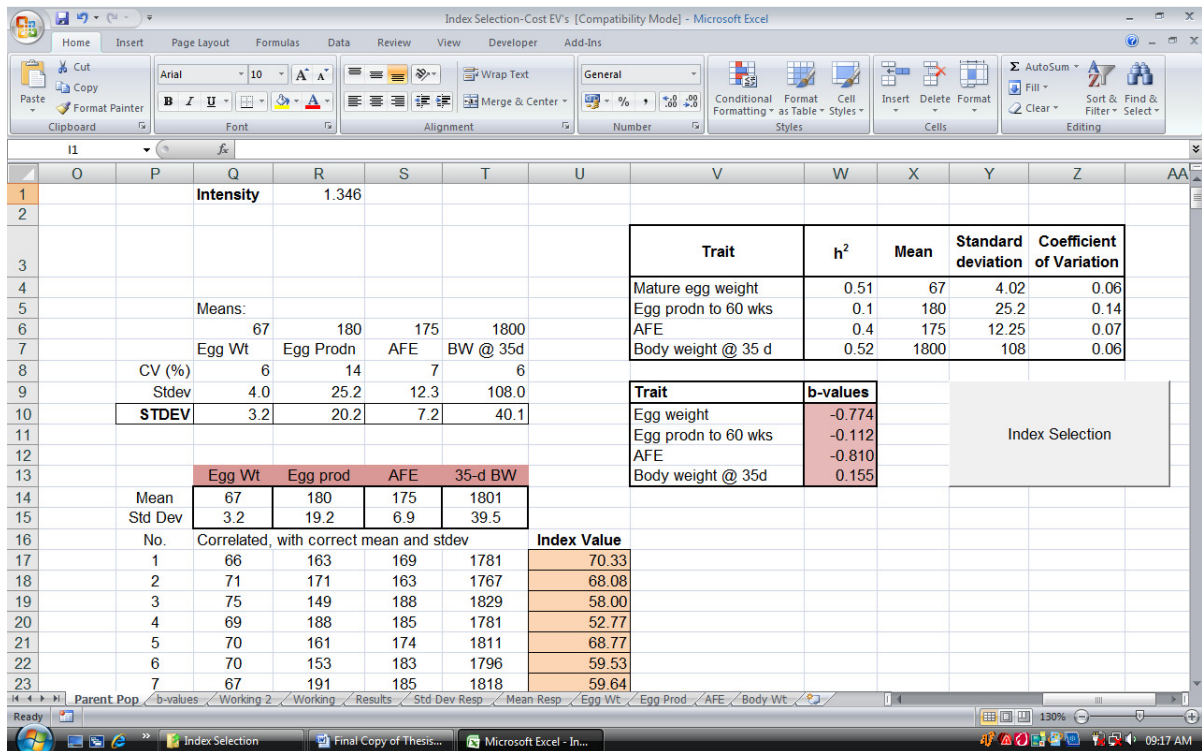 Index Selection-Cost EV's [Compatibility Mode] - Microsoft Excel
Home Insert Page Layout Formulas Data Review View Developer Add-Ins
Paste
Cut
Copy
Format Painter
Clipboard
Arial 10
B I U
Font
Wrap Text
Merge & Center
Alignment
General
Number
Conditional Formatting
Format as Table
Cell Styles
Styles
Insert Delete Format
Cells
Σ AutoSum
Fill
Clear
Sort & Filter
Find & Select
Editing
I1 fx
O P Q R S T U V W X Y Z AA
1 Intensity 1.346
2
3 Trait h² Mean Standard deviation Coefficient of Variation
4 Mature egg weight 0.51 67 4.02 0.06
5 Means: Egg prodn to 60 wks 0.1 180 25.2 0.14
6 67 180 175 1800 AFE 0.4 175 12.25 0.07
7 Egg Wt Egg Prodn AFE BW @ 35d Body weight @ 35 d 0.52 1800 108 0.06
8 CV (%) 6 14 7 6
9 Stdev 4.0 25.2 12.3 108.0 Trait b-values
10 STDEV 3.2 20.2 7.2 40.1 Egg weight -0.774
11 Egg prodn to 60 wks -0.112 Index Selection
12 AFE -0.810
13 Egg Wt Egg prod AFE 35-d BW Body weight @ 35d 0.155
14 Mean 67 180 175 1801
15 Std Dev 3.2 19.2 6.9 39.5
16 No. Correlated, with correct mean and stdev Index Value
17 1 66 163 169 1781 70.33
18 2 71 171 163 1767 68.08
19 3 75 149 188 1829 58.00
20 4 69 188 185 1781 52.77
21 5 70 161 174 1811 68.77
22 6 70 153 183 1796 59.53
23 7 67 191 185 1818 59.64
Parent Pop b-values Working 2 Working Results Std Dev Resp Mean Resp Egg Wt Egg Prod AFE Body Wt
Ready 130%
Index Selection Final Copy of Thesis... Microsoft Excel - In... 09:17 AM